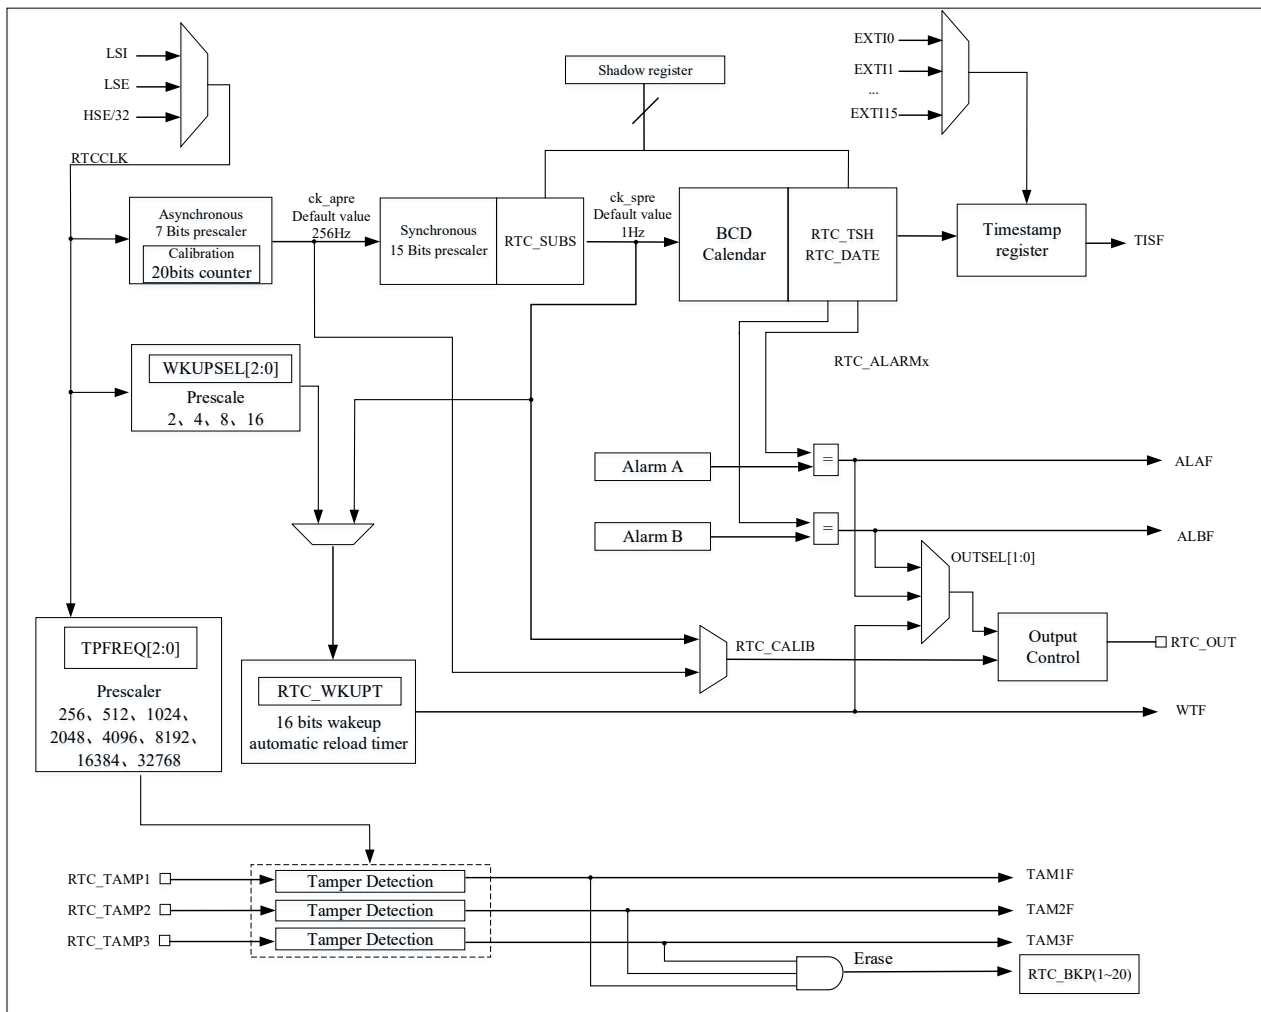 LSI
LSE
HSE/32
RTCCLK
Shadow register
EXTI0
EXTI1
...
EXTI15
Asynchronous
7 Bits prescaler
Calibration
20bits counter
ck_apre
Default value
256Hz
Synchronous
15 Bits prescaler
RTC_SUBS
ck_spre
Default value
1Hz
BCD
Calendar
RTC_TSH
RTC_DATE
Timestamp
register
TISF
WKUPSEL[2:0]
Prescale
2、4、8、16
RTC_ALARMx
Alarm A
=
ALAF
Alarm B
=
ALBF
OUTSEL[1:0]
TPFREQ[2:0]
Prescaler
256、512、1024、
2048、4096、8192、
16384、32768
RTC_WKUPT
16 bits wakeup
automatic reload timer
RTC_CALIB
Output
Control
RTC_OUT
WTF
RTC_TAMP1
Tamper Detection
TAM1F
RTC_TAMP2
Tamper Detection
TAM2F
RTC_TAMP3
Tamper Detection
TAM3F
Erase
RTC_BKP(1~20)